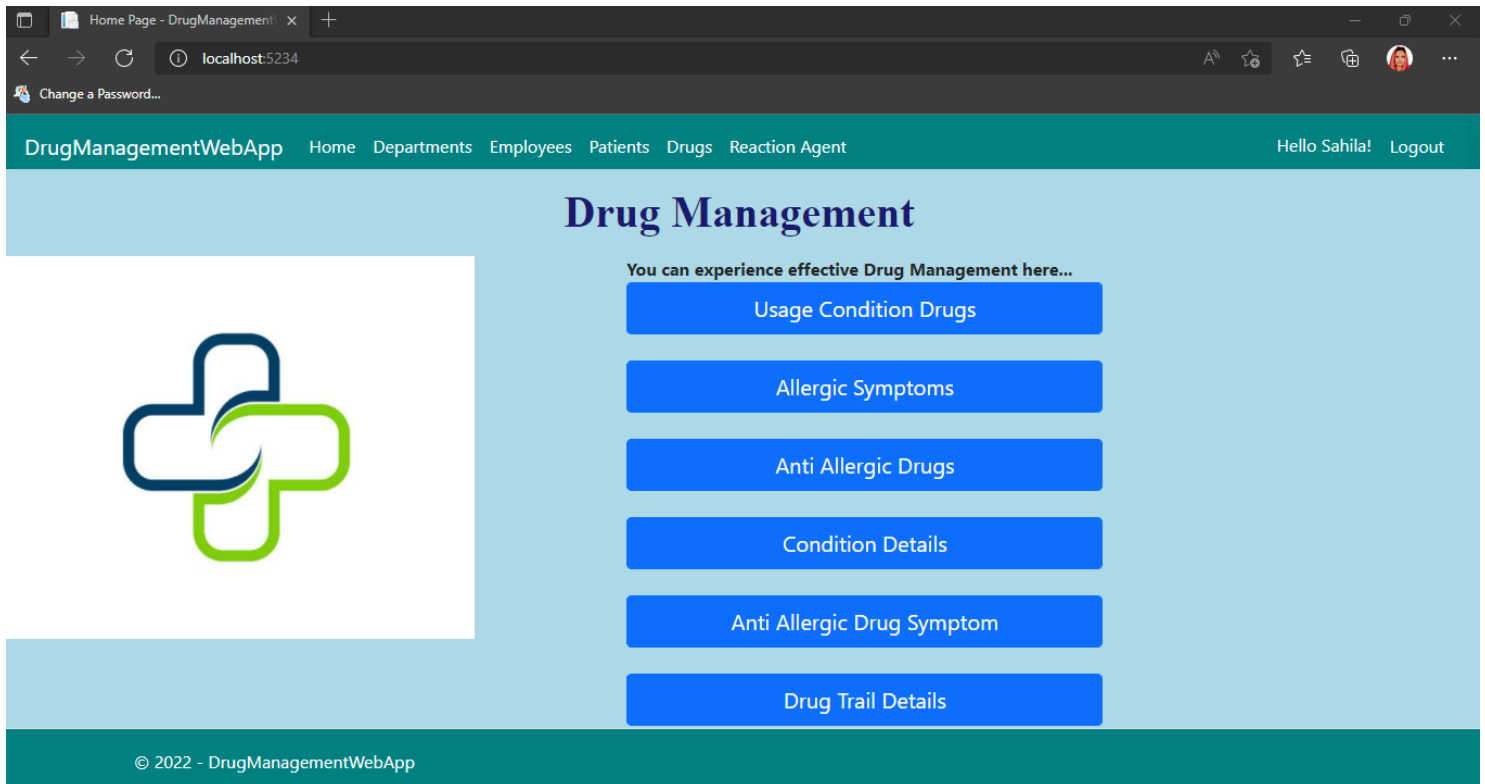 Home Page - DrugManagement
localhost:5234
Change a Password...
DrugManagementWebApp Home Departments Employees Patients Drugs Reaction Agent Hello Sahila! Logout
Drug Management
You can experience effective Drug Management here...
Usage Condition Drugs
Allergic Symptoms
Anti Allergic Drugs
Condition Details
Anti Allergic Drug Symptom
Drug Trail Details
© 2022 - DrugManagementWebApp